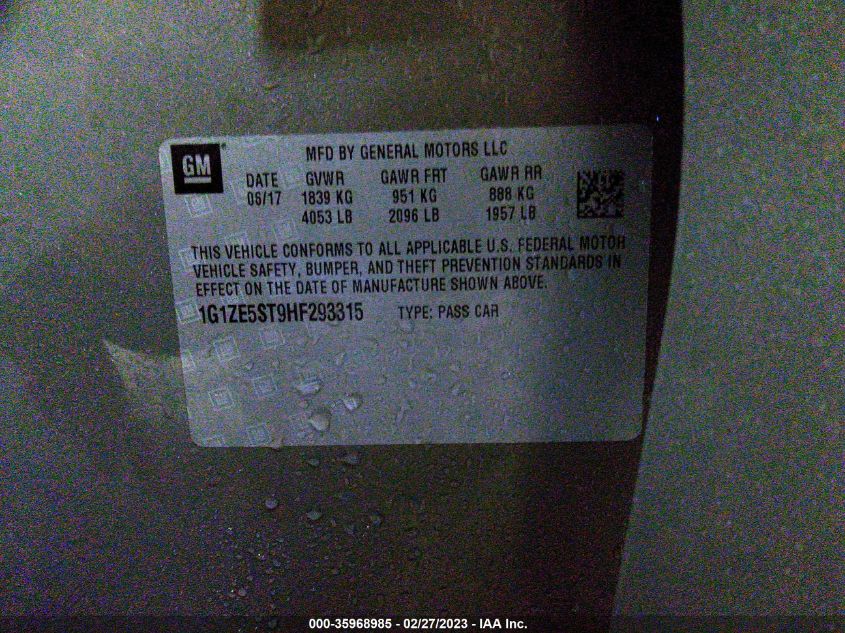 GM
MFD BY GENERAL MOTORS LLC
DATE GVWR GAWR FRT GAWR RR
06/17 1839 KG 951 KG 888 KG
4053 LB 2096 LB 1957 LB
THIS VEHICLE CONFORMS TO ALL APPLICABLE U.S. FEDERAL MOTOR
VEHICLE SAFETY, BUMPER, AND THEFT PREVENTION STANDARDS IN
EFFECT ON THE DATE OF MANUFACTURE SHOWN ABOVE.
1G1ZE5ST9HF293315 TYPE: PASS CAR
000-35968985 - 02/27/2023 - IAA Inc.